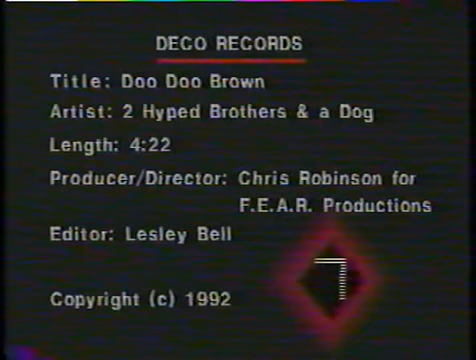 DECO RECORDS
Title: Doo Doo Brown
Artist: 2 Hyped Brothers & a Dog
Length: 4:22
Producer/Director: Chris Robinson for
F.E.A.R. Productions
Editor: Lesley Bell
7
Copyright (c) 1992